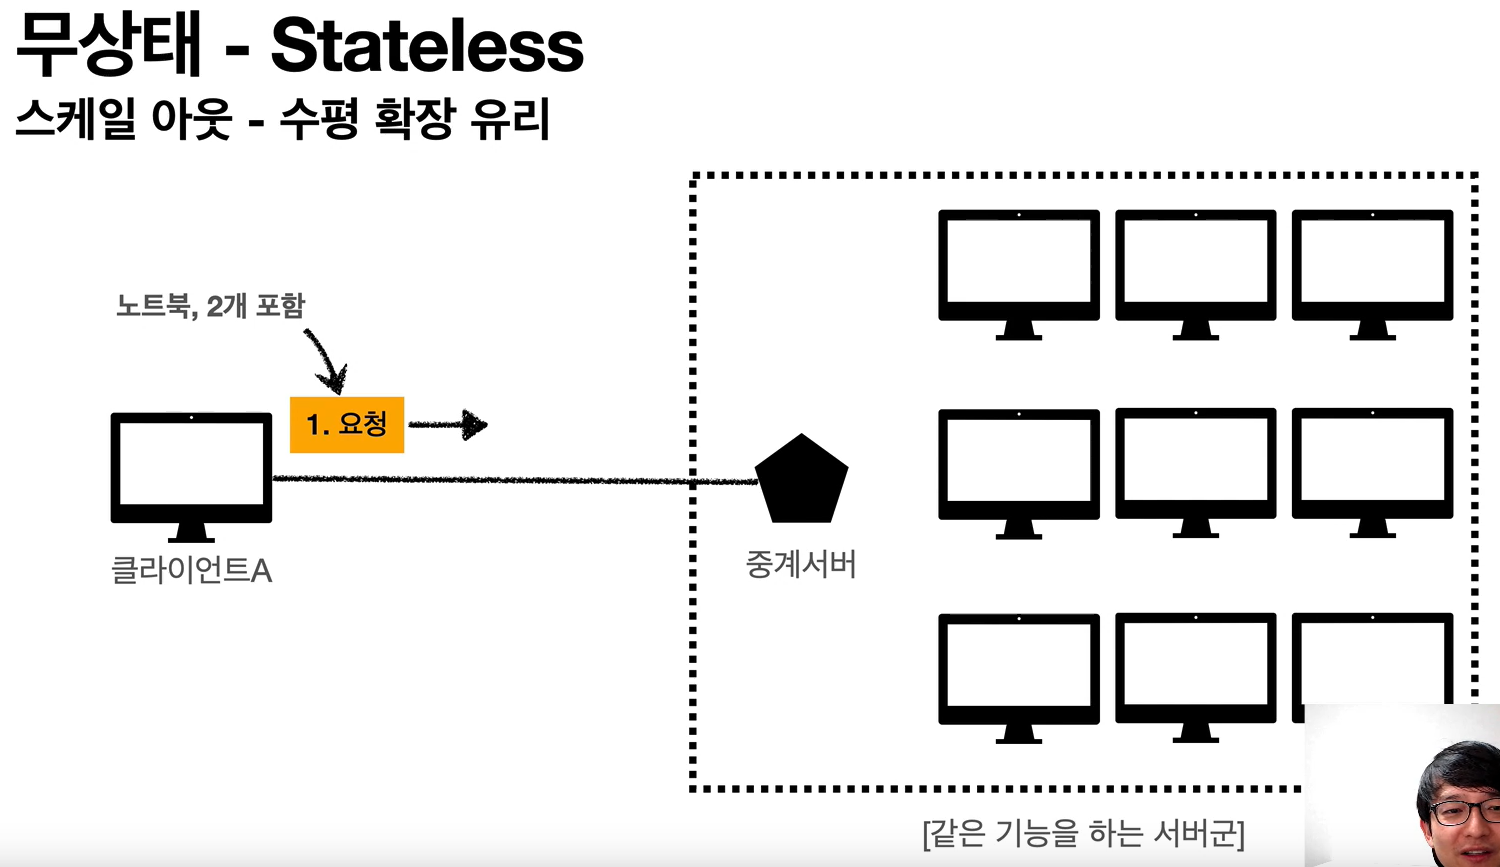 무상태 - Stateless
스케일 아웃 - 수평 확장 유리
노트북, 2개 포함
1. 요청
클라이언트A
중계서버
[같은 기능을 하는 서버군]